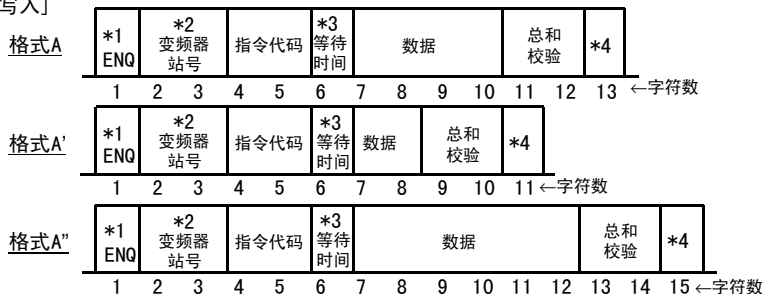 写入]
格式A
*1
ENQ
*2
变频器
站号
指令代码
*3
等待
时间
数据
总和
校验
*4
1 2 3 4 5 6 7 8 9 10 11 12 13 ←字符数
格式A'
*1
ENQ
*2
变频器
站号
指令代码
*3
等待
时间
数据
总和
校验
*4
1 2 3 4 5 6 7 8 9 10 11 ←字符数
格式A"
*1
ENQ
*2
变频器
站号
指令代码
*3
等待
时间
数据
总和
校验
*4
1 2 3 4 5 6 7 8 9 10 11 12 13 14 15 ←字符数